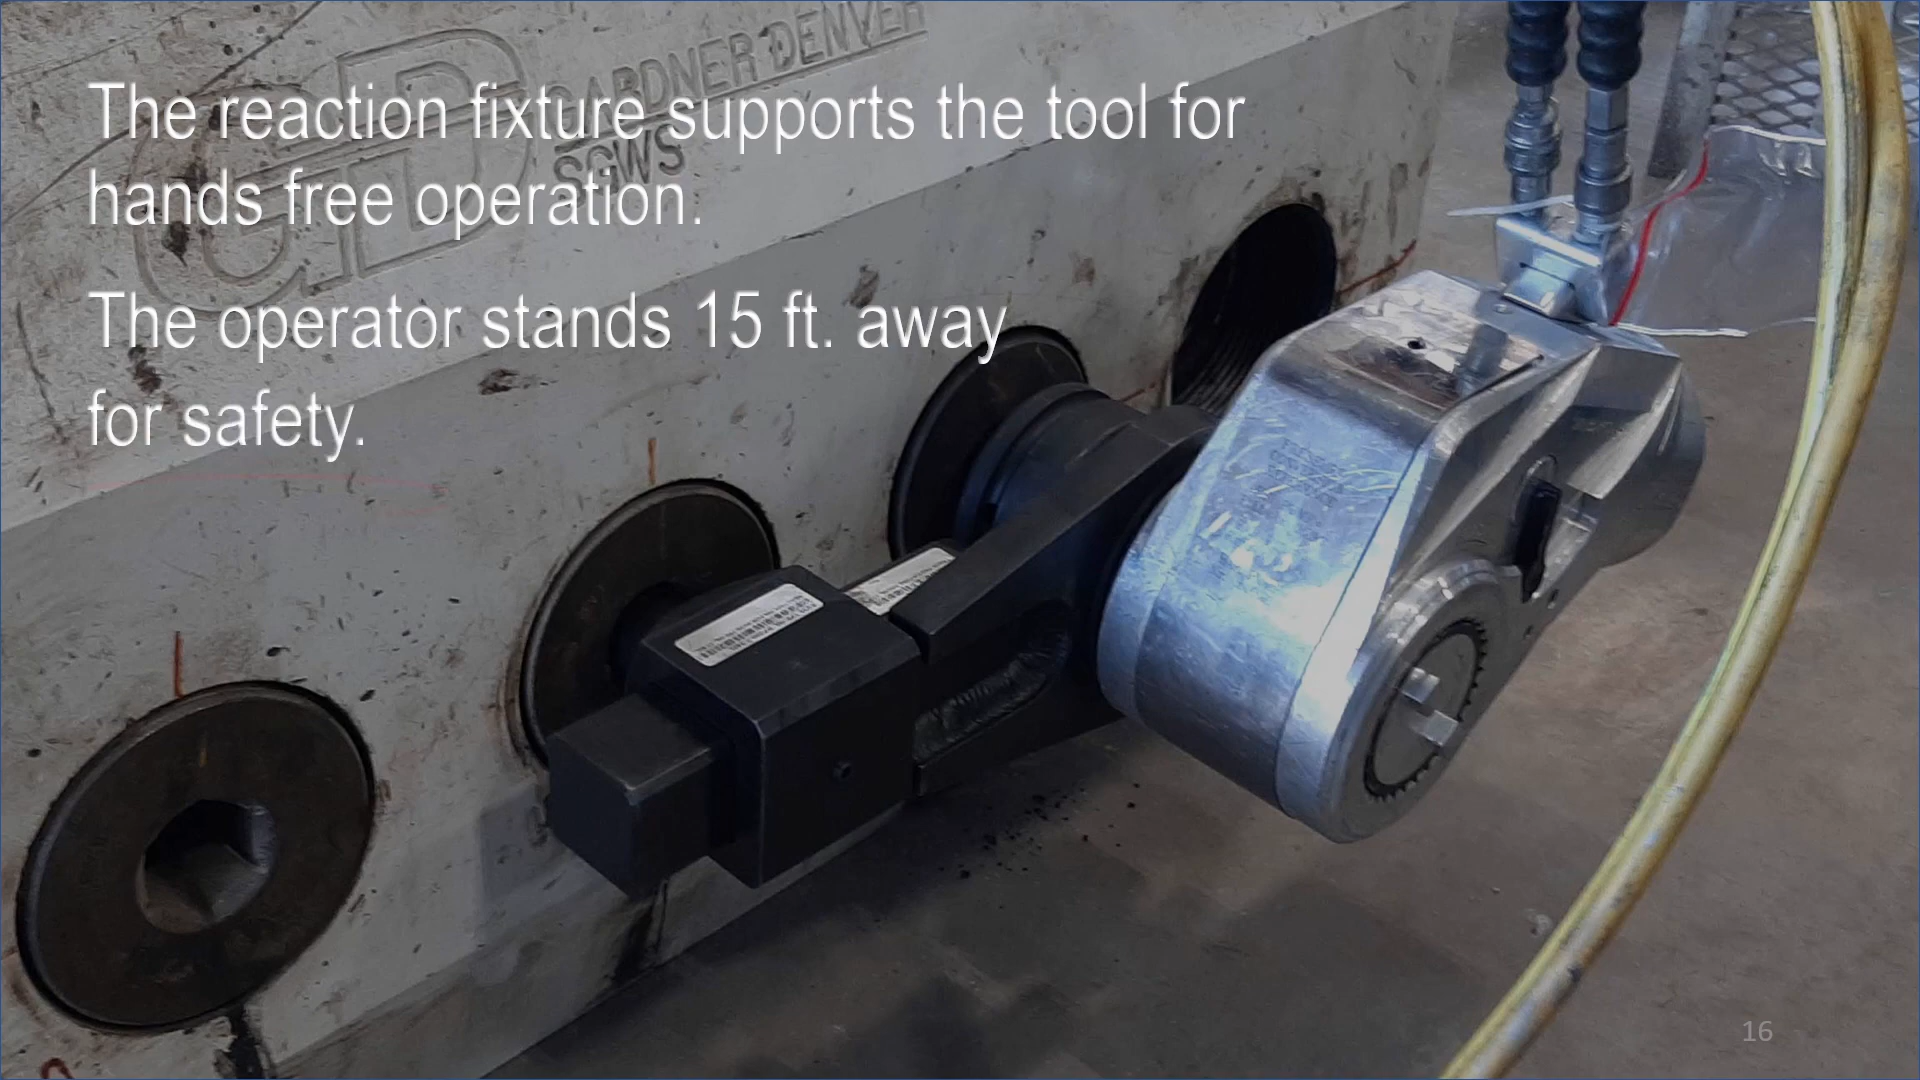 GD
GARDNER DENVER
SGWS
The reaction fixture supports the tool for
hands free operation.
The operator stands 15 ft. away
for safety.
16